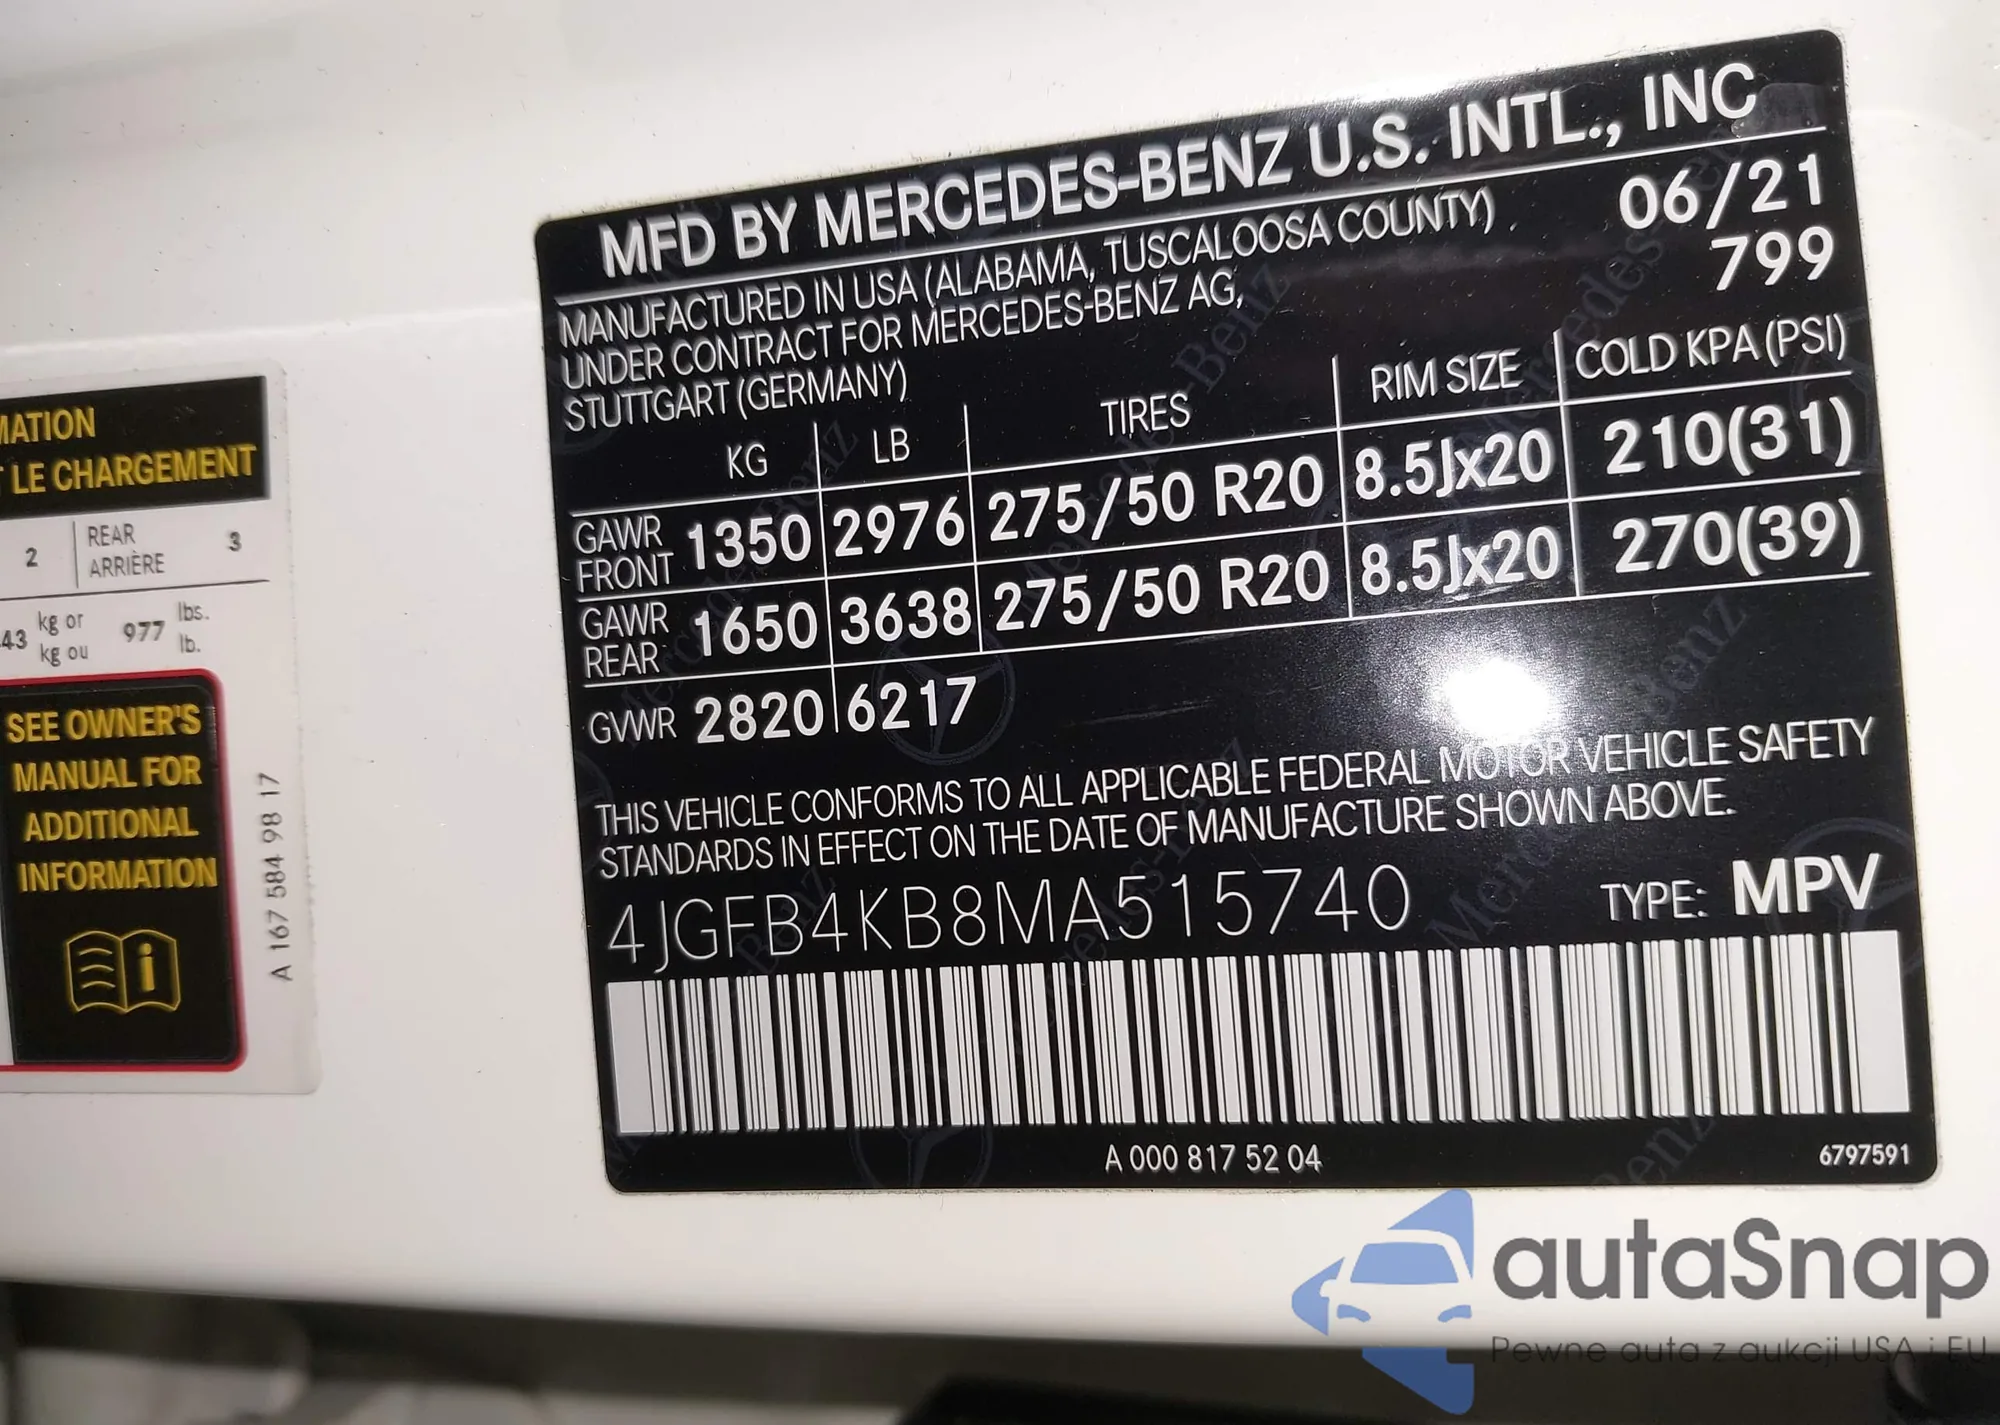 MATION
T LE CHARGEMENT
2 REAR ARRIÈRE 3
43 kg or kg ou 977 lbs. lb.
SEE OWNER'S
MANUAL FOR
ADDITIONAL
INFORMATION
A 167 584 98 17
MFD BY MERCEDES-BENZ U.S. INTL., INC
MANUFACTURED IN USA (ALABAMA, TUSCALOOSA COUNTY) 06/21
UNDER CONTRACT FOR MERCEDES-BENZ AG, 799
STUTTGART (GERMANY)
KG LB TIRES RIM SIZE COLD KPA (PSI)
GAWR FRONT 1350 2976 275/50 R20 8.5Jx20 210(31)
GAWR REAR 1650 3638 275/50 R20 8.5Jx20 270(39)
GVWR 2820 6217
THIS VEHICLE CONFORMS TO ALL APPLICABLE FEDERAL MOTOR VEHICLE SAFETY
STANDARDS IN EFFECT ON THE DATE OF MANUFACTURE SHOWN ABOVE.
4JGFB4KB8MA515740 TYPE: MPV
A 000 817 52 04 6797591
autaSnap
Pewne auta z aukcji USA i EU